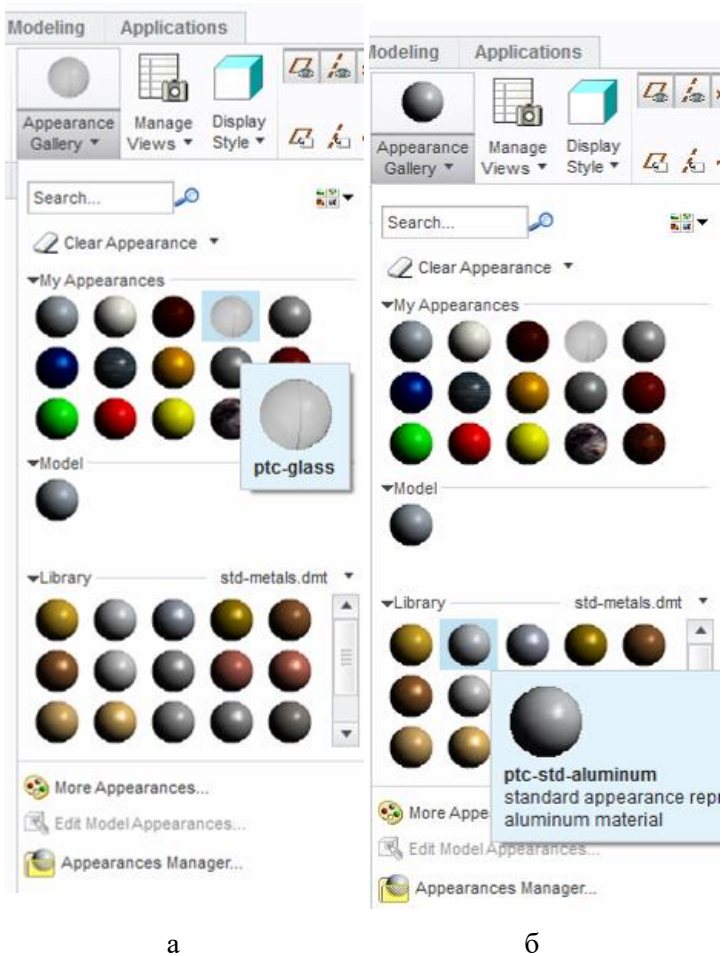 Modeling Applications
Appearance Gallery Manage Views Display Style
Search...
Clear Appearance
My Appearances
ptc-glass
Model
Library std-metals.dmt
More Appearances...
Edit Model Appearances...
Appearances Manager...
а
Modeling Applications
Appearance Gallery Manage Views Display Style
Search...
Clear Appearance
My Appearances
Model
Library std-metals.dmt
ptc-std-aluminum
standard appearance repr
aluminum material
More Appe
Edit Model Appearances...
Appearances Manager...
б